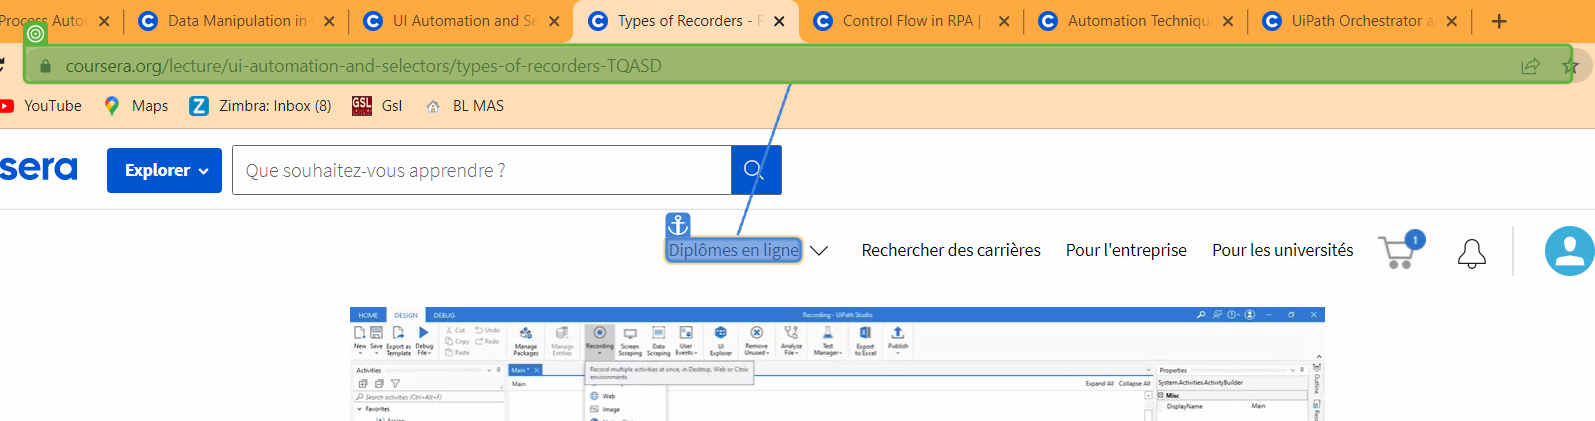 Process Autor
Data Manipulation in
UI Automation and Se
Types of Recorders - F
Control Flow in RPA |
Automation Techniqu
UiPath Orchestrator a
coursera.org/lecture/ui-automation-and-selectors/types-of-recorders-TQASD
YouTube Maps Zimbra: Inbox (8) GSL Gsl BL MAS
sera Explorer Que souhaitez-vous apprendre ?
Diplômes en ligne Rechercher des carrières Pour l'entreprise Pour les universités 1
HOME DESIGN DEBUG Recording - UiPath Studio
New Save Export as Template Debug File Cut Copy Paste Undo Redo Manage Packages Manage Entities Recording Screen Scraping Data Scraping User Events UI Explorer Remove Unused Analyze File Test Manager Export to Excel Publish
Activities Main* Properties Outline
Record multiple activities at once, in Desktop, Web or Citrix environments.
Main Expand All Collapse All System.Activities.ActivityBuilder
Search activities (Ctrl+Alt+F) Web Misc
Favorites Image DisplayName Main